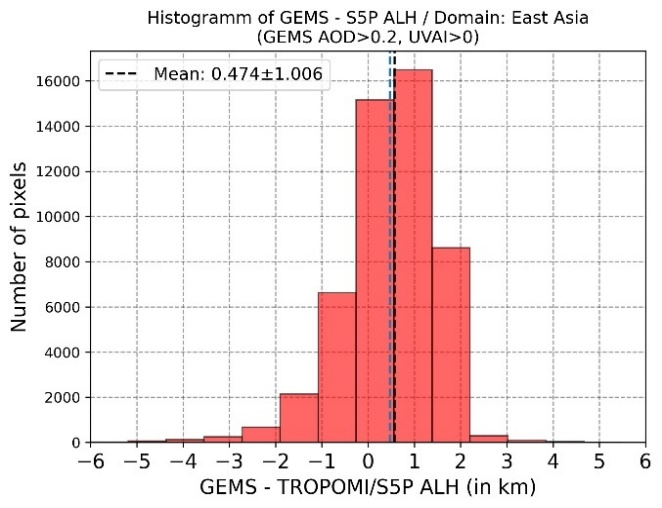 Histogramm of GEMS - S5P ALH / Domain: East Asia
(GEMS AOD>0.2, UVAI>0)
Mean: 0.474±1.006
Number of pixels
16000
14000
12000
10000
8000
6000
4000
2000
0
−6 −5 −4 −3 −2 −1 0 1 2 3 4 5 6
GEMS - TROPOMI/S5P ALH (in km)